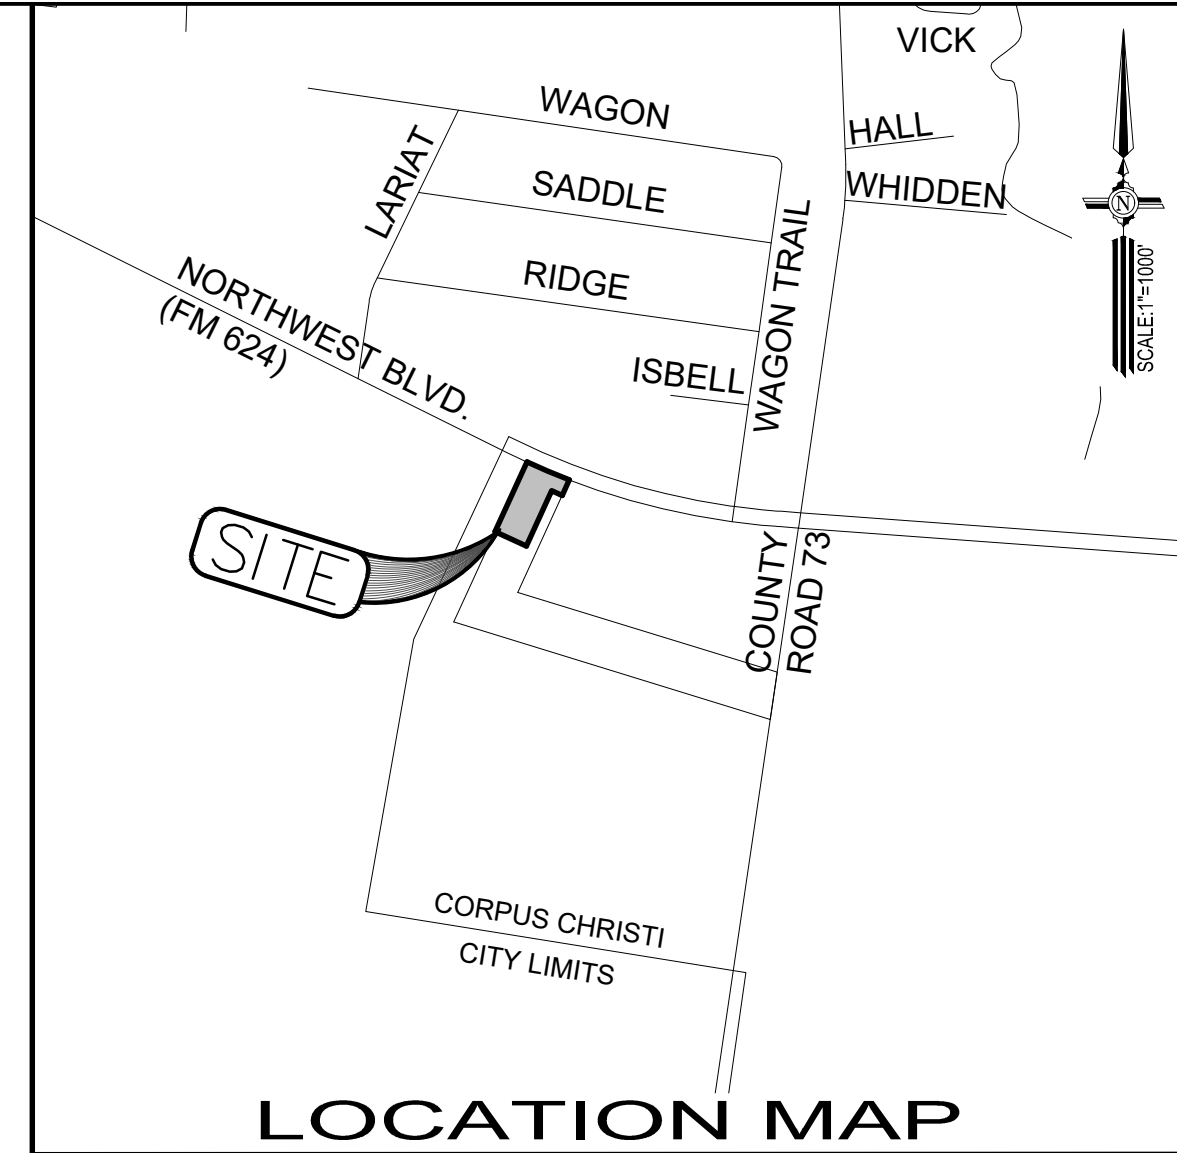 VICK
WAGON
HALL
LARIAT
SADDLE
WHIDDEN
N
WAGON TRAIL
RIDGE
SCALE:1"=1000'
NORTHWEST BLVD.
(FM 624)
ISBELL
SITE
COUNTY
ROAD 73
CORPUS CHRISTI
CITY LIMITS
LOCATION MAP